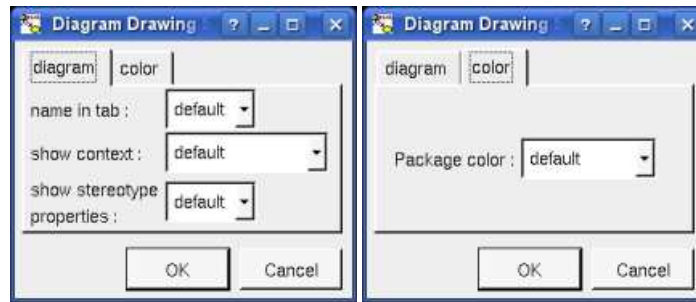 Diagram Drawing
diagram color
name in tab : default
show context : default
show stereotype
properties : default
OK Cancel
Diagram Drawing
diagram color
Package color : default
OK Cancel